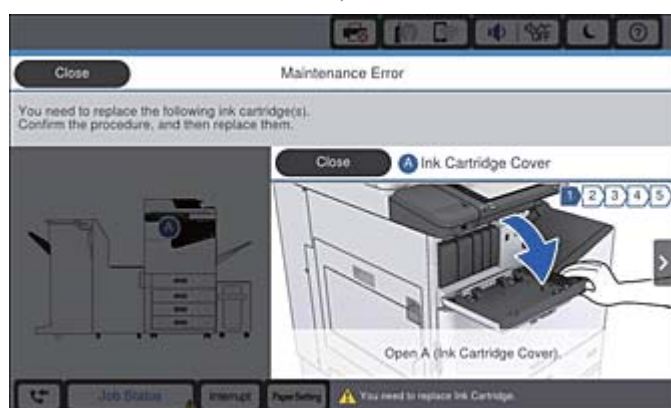 OFF
Close
Maintenance Error
You need to replace the following ink cartridge(s).
Confirm the procedure, and then replace them.
Close
A Ink Cartridge Cover
1 2 3 4 5
A
Open A (Ink Cartridge Cover).
Job Status
Interrupt
Paper Setting
You need to replace Ink Cartridge.